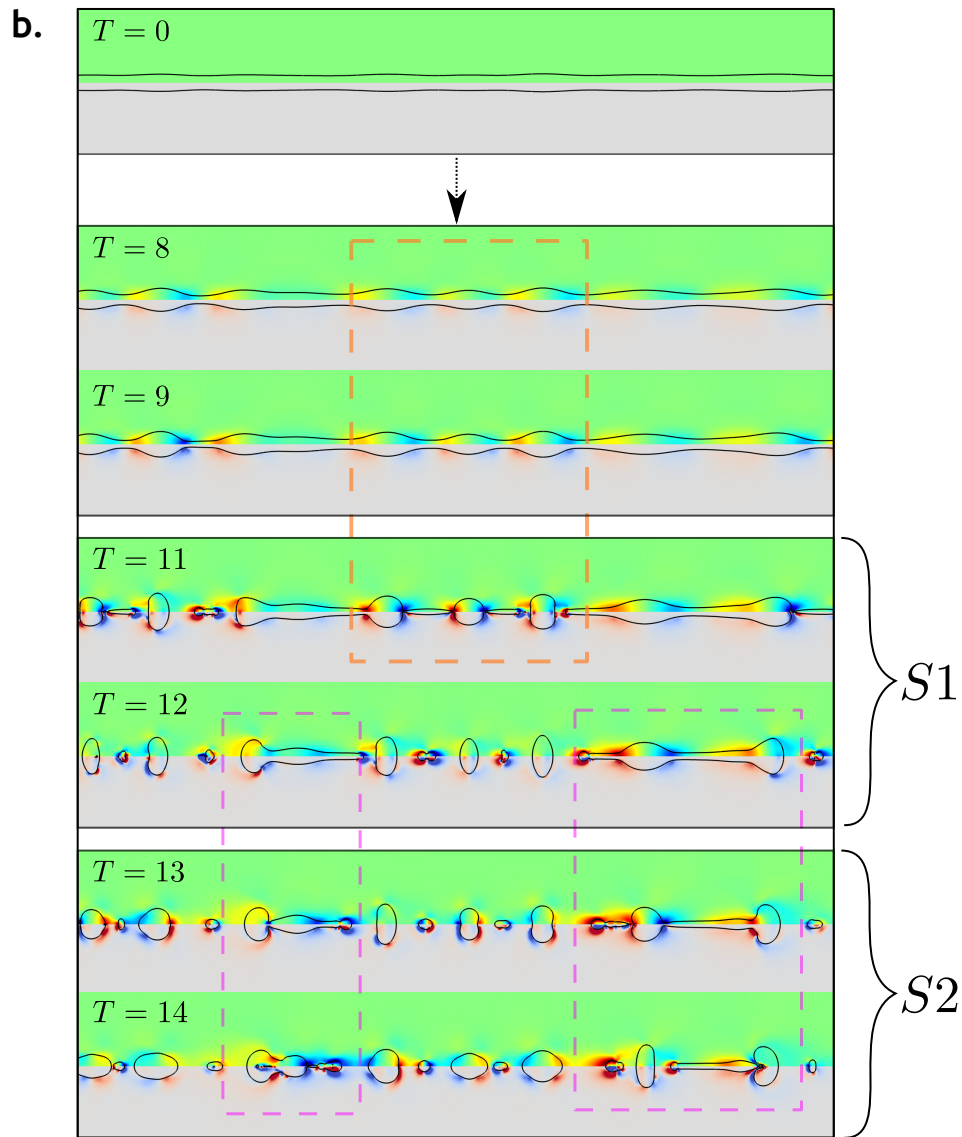 b.
T = 0
T = 8
T = 9
T = 11
T = 12
S1
T = 13
T = 14
S2